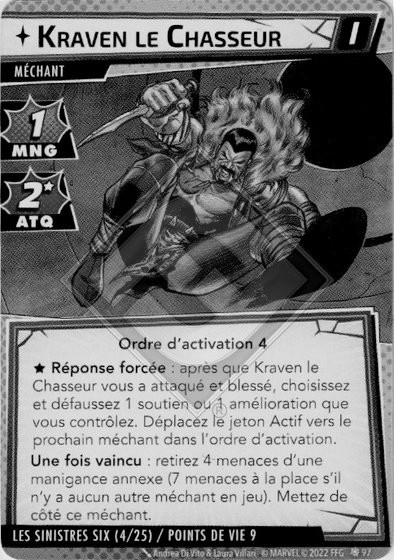 Kraven le Chasseur
I
MÉCHANT
1
MNG
2★
ATQ
Ordre d'activation 4
★ Réponse forcée : après que Kraven le
Chasseur vous a attaqué et blessé, choisissez
et défaussez 1 soutien ou 1 amélioration que
vous contrôlez. Déplacez le jeton Actif vers le
prochain méchant dans l'ordre d'activation.
Une fois vaincu : retirez 4 menaces d'une
manigance annexe (7 menaces à la place s'il
n'y a aucun autre méchant en jeu). Mettez de
côté ce méchant.
LES SINISTRES SIX (4/25) / POINTS DE VIE 9
Andrea Di Vito & Laura Villari · © MARVEL © 2022 FFG
97